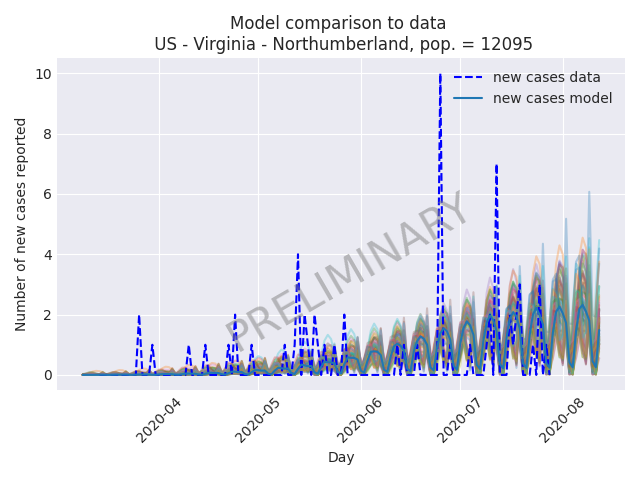 Model comparison to data
US - Virginia - Northumberland, pop. = 12095
new cases data
new cases model
PRELIMINARY
Number of new cases reported
10
8
6
4
2
0
2020-04
2020-05
2020-06
2020-07
2020-08
Day